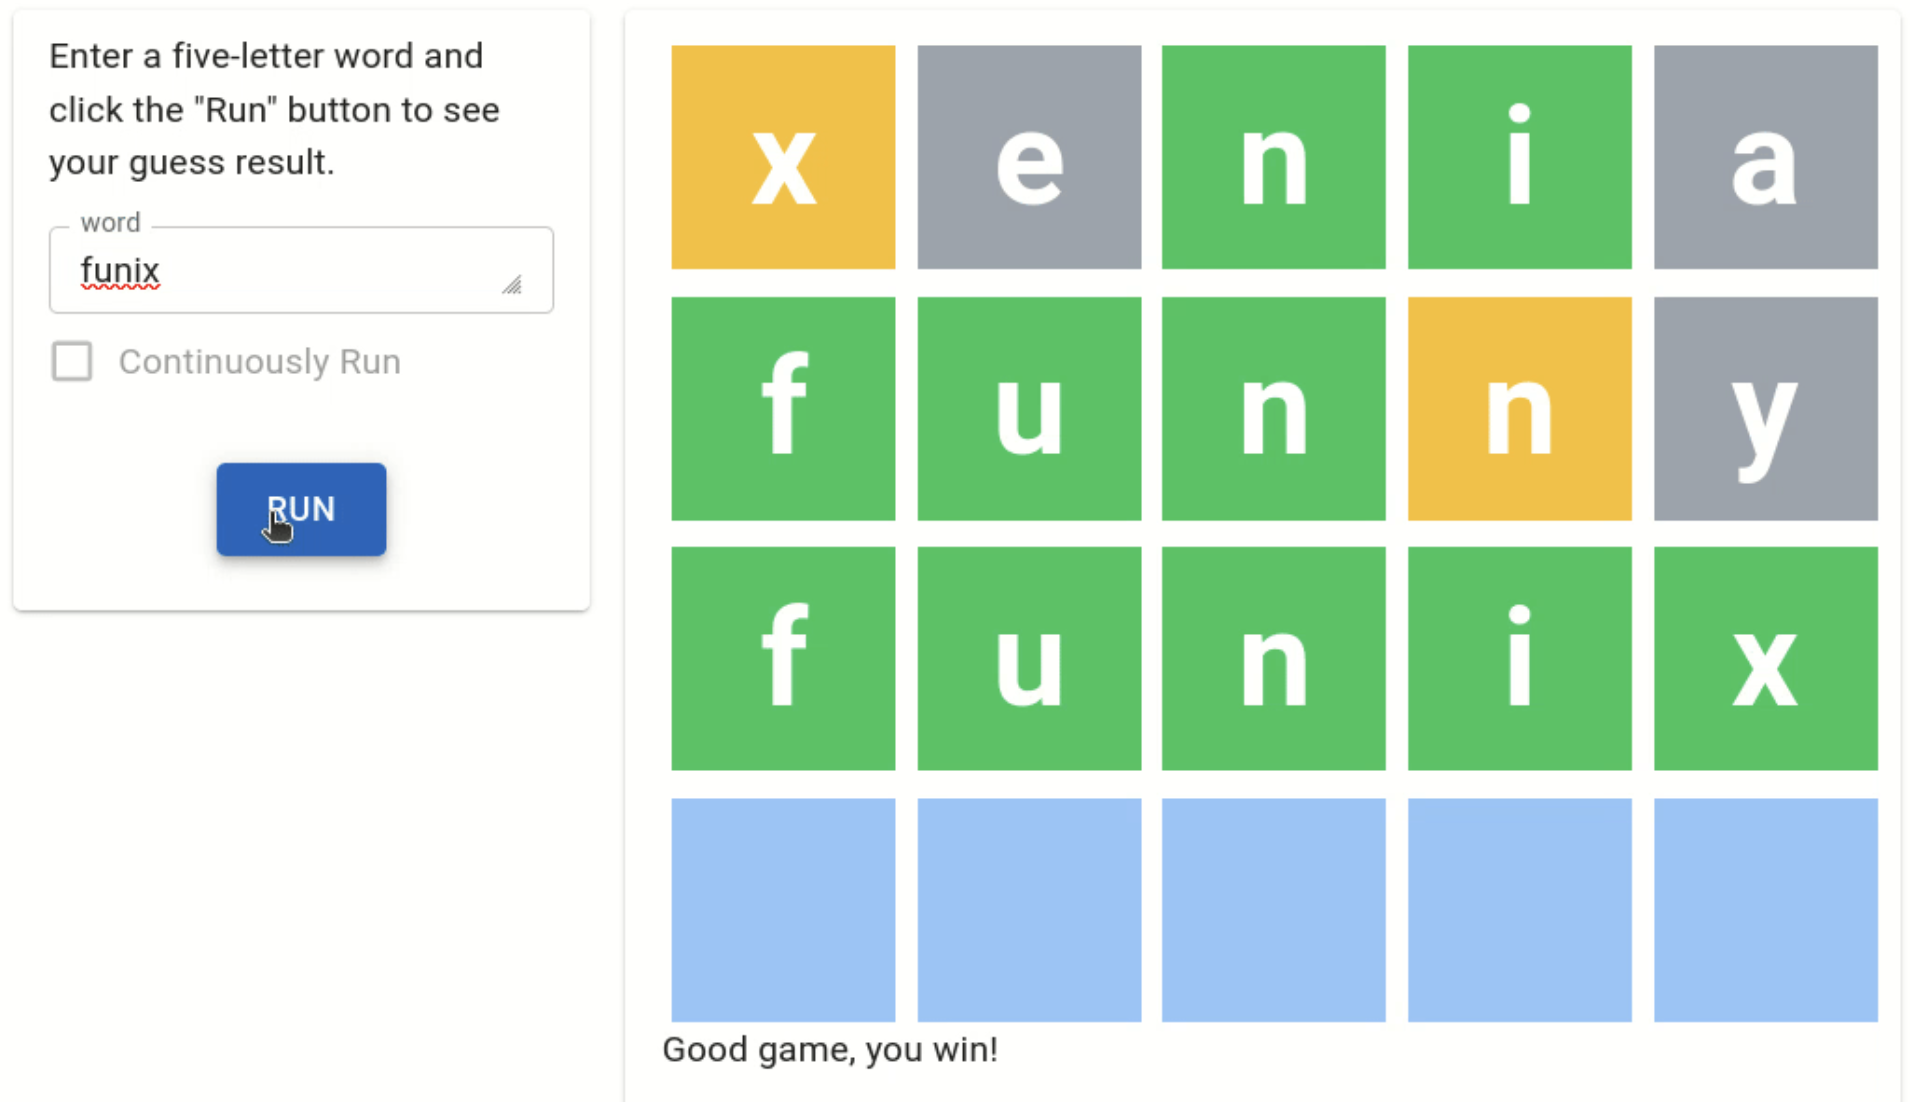 Enter a five-letter word and
click the "Run" button to see
your guess result.
word
funix
Continuously Run
RUN
x e n i a
f u n n y
f u n i x
Good game, you win!